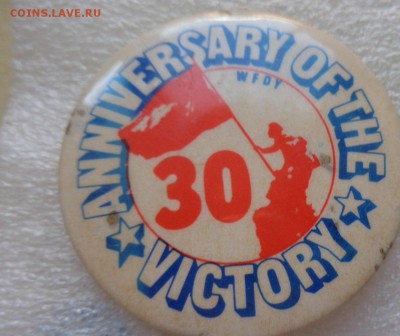 COINS.LAVE.RU
ANNIVERSARY OF THE
WFDY
30
VICTORY